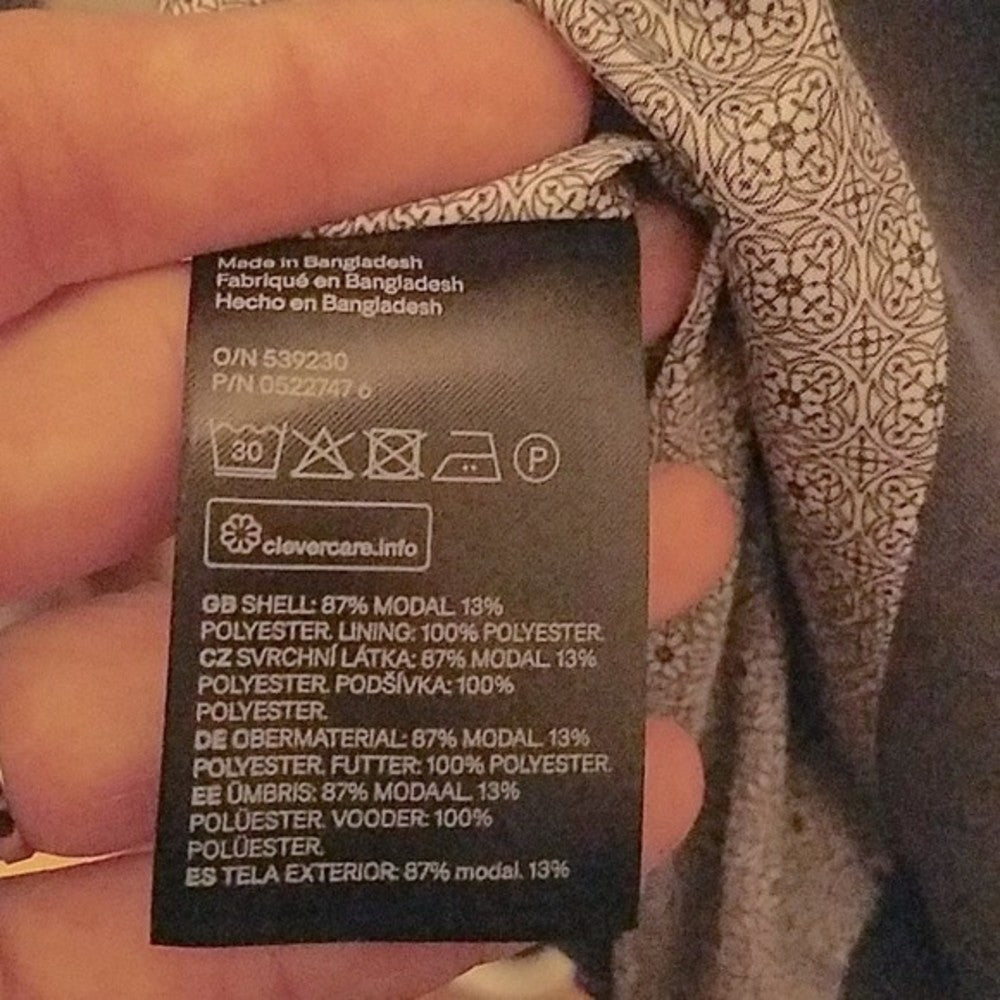 Made in Bangladesh
Fabriqué en Bangladesh
Hecho en Bangladesh
O/N 539230
P/N 0522747 6
30 P
clevercare.info
GB SHELL: 87% MODAL. 13%
POLYESTER. LINING: 100% POLYESTER.
CZ SVRCHNÍ LÁTKA: 87% MODAL. 13%
POLYESTER. PODŠÍVKA: 100%
POLYESTER.
DE OBERMATERIAL: 87% MODAL. 13%
POLYESTER. FUTTER: 100% POLYESTER.
EE ÜMBRIS: 87% MODAAL. 13%
POLÜESTER. VOODER: 100%
POLÜESTER.
ES TELA EXTERIOR: 87% modal. 13%